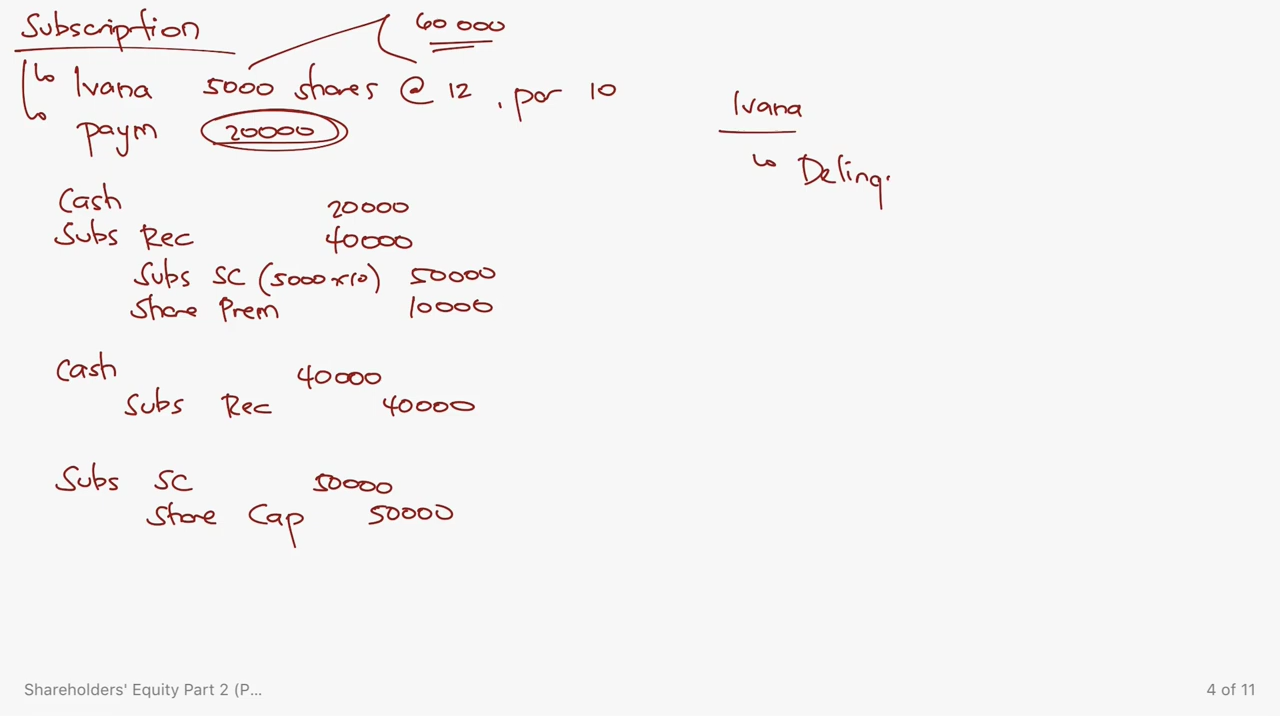 Subscription
60 000
↳ Ivana 5000 shares @ 12 , par 10
↳ paym 20000
Cash 20000
Subs Rec 40000
Subs SC (5000 x 10) 50000
Share Prem 10000
Cash 40000
Subs Rec 40000
Subs SC 50000
Share Cap 50000
Ivana
↳ Delinq.
Shareholders' Equity Part 2 (P...
4 of 11